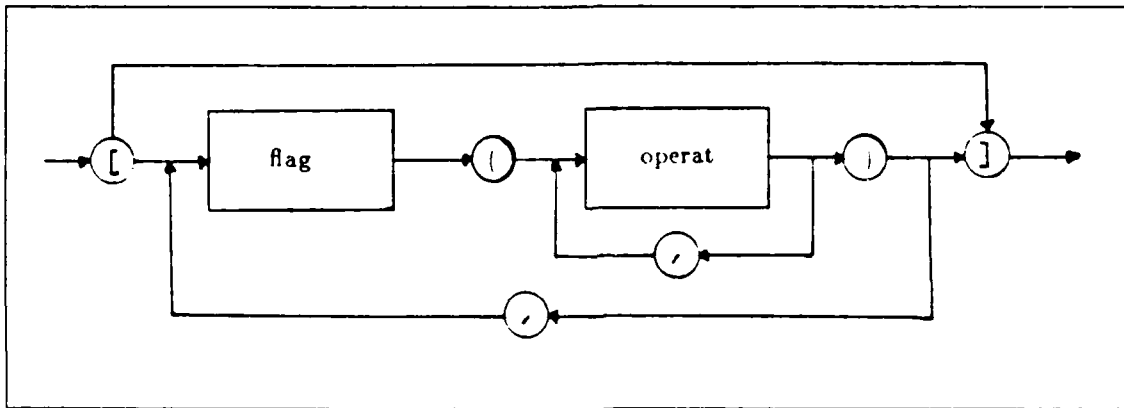 [ flag ( operat ) ]
,
,